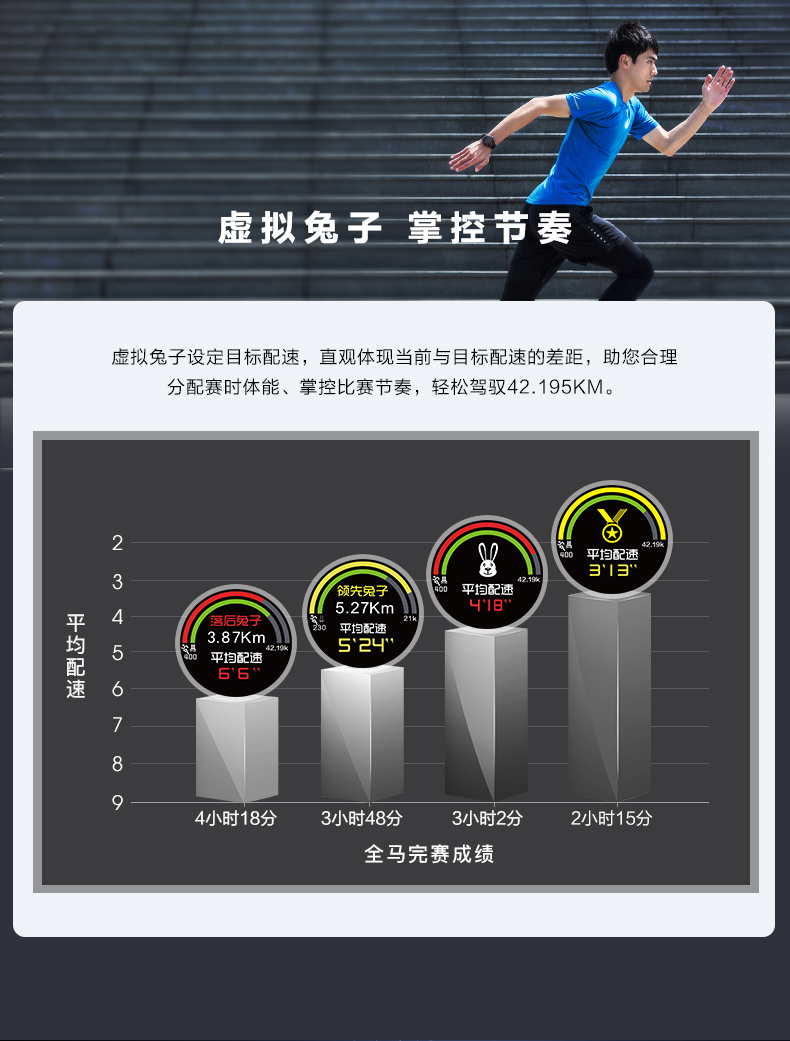 虚拟兔子 掌控节奏
虚拟兔子设定目标配速，直观体现当前与目标配速的差距，助您合理
分配赛时体能、掌控比赛节奏，轻松驾驭42.195KM。
平均配速
2
3
4
5
6
7
8
9
落后兔子
3.87Km
400
42.19k
平均配速
6'6''
领先兔子
5.27Km
230
21k
平均配速
5'24''
400
42.19k
平均配速
4'18''
400
42.19k
平均配速
3'13''
4小时18分
3小时48分
3小时2分
2小时15分
全马完赛成绩